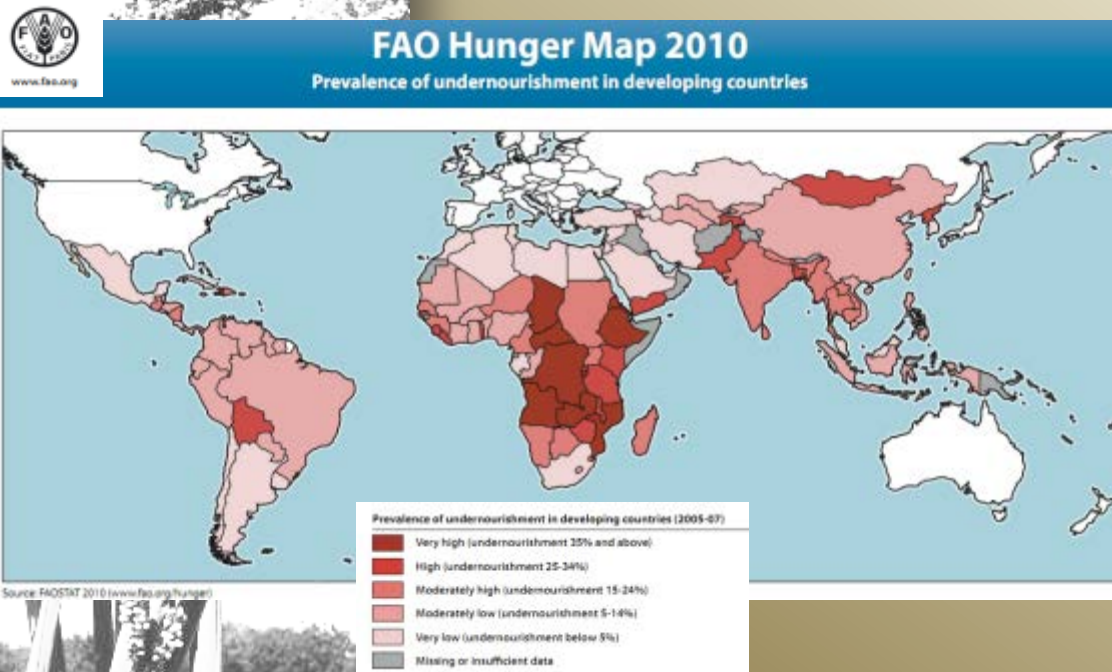 FAO
FIAT PANIS
www.fao.org
FAO Hunger Map 2010
Prevalence of undernourishment in developing countries
Prevalence of undernourishment in developing countries (2005-07)
Very high (undernourishment 35% and above)
High (undernourishment 25-34%)
Moderately high (undernourishment 15-24%)
Moderately low (undernourishment 5-14%)
Very low (undernourishment below 5%)
Missing or insufficient data
Source: FAOSTAT 2010 (www.fao.org/hunger)